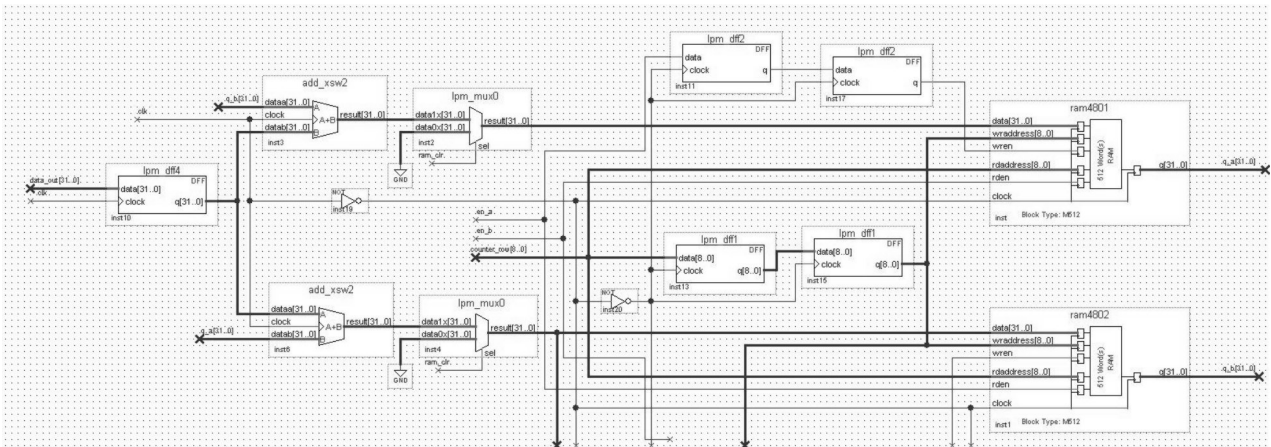 lpm_dff2
DFF
data
clock
q
inst11
lpm_dff2
DFF
data
clock
q
inst17
add_xsw2
q_b[31..0]
dataa[31..0]
clock
datab[31..0]
A
B
A+B
result[31..0]
inst3
clk
lpm_mux0
data1x[31..0]
data0x[31..0]
result[31..0]
sel
inst2
ram_clr
GND
ram4801
data[31..0]
wraddress[8..0]
wren
rdaddress[8..0]
rden
clock
512 Word(s)
RAM
q[31..0]
q_a[31..0]
inst
Block Type: M512
lpm_dff4
DFF
data_out[31..0]
clk
data[31..0]
clock
q[31..0]
inst10
NOT
inst19
en_a
en_b
counter_row[8..0]
lpm_dff1
DFF
data[8..0]
clock
q[8..0]
inst13
lpm_dff1
DFF
data[8..0]
clock
q[8..0]
inst15
NOT
inst20
add_xsw2
dataa[31..0]
clock
datab[31..0]
A
B
A+B
result[31..0]
inst6
q_a[31..0]
lpm_mux0
data1x[31..0]
data0x[31..0]
result[31..0]
sel
inst4
ram_clr
GND
ram4802
data[31..0]
wraddress[8..0]
wren
rdaddress[8..0]
rden
clock
512 Word(s)
RAM
q[31..0]
q_b[31..0]
inst1
Block Type: M512